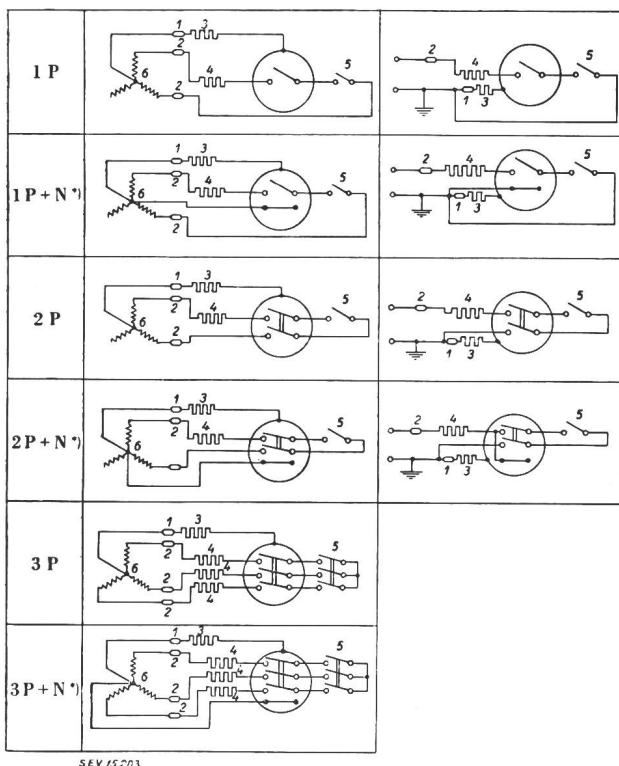 1 P
1 3 2 4 6 2 5
2 4 1 3 5
1 P + N *)
1 3 2 4 6 2 5
2 4 1 3 5
2 P
1 3 2 4 6 2 5
2 4 1 3 5
2 P + N *)
1 3 2 4 6 2 5
2 4 1 3 5
3 P
1 3 2 4 6 2 4 4 2 5
3 P + N *)
1 3 2 4 6 2 4 4 2 5
SEV 15203